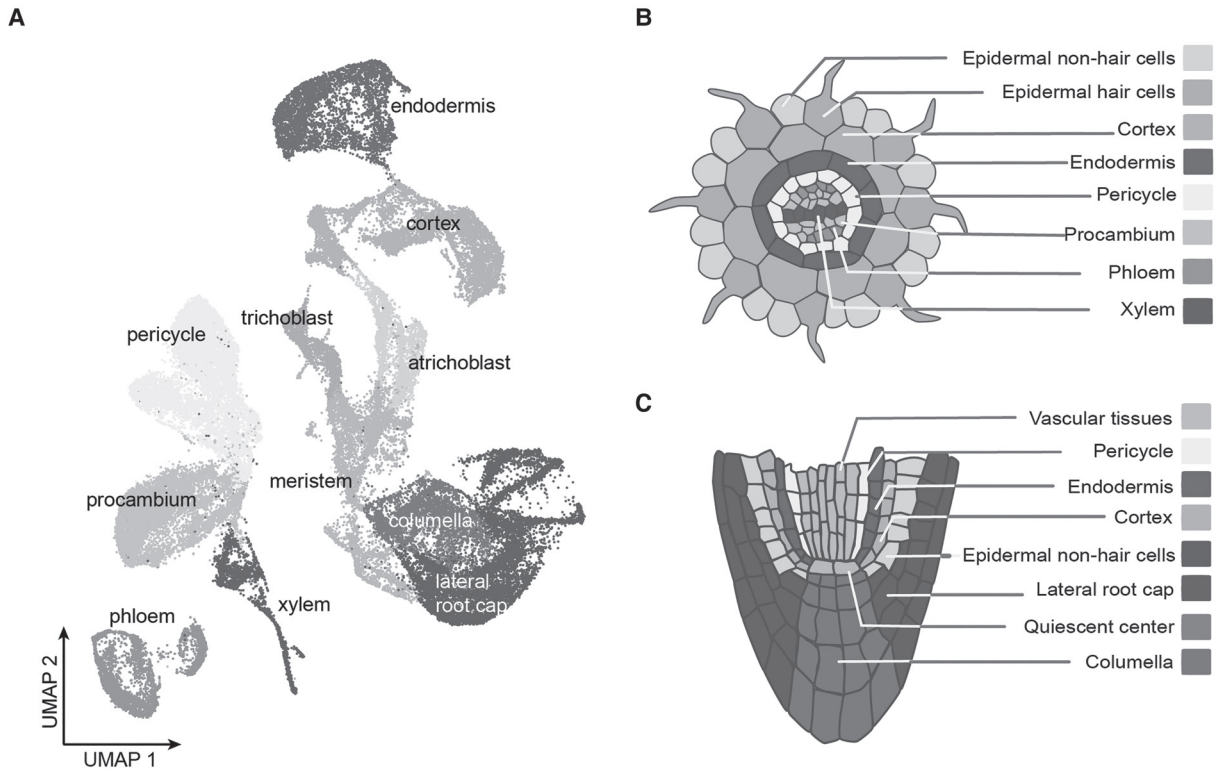 A
endodermis
cortex
trichoblast
pericycle
atrichoblast
meristem
procambium
columella
lateral
root cap
xylem
phloem
UMAP 2
UMAP 1
B
Epidermal non-hair cells
Epidermal hair cells
Cortex
Endodermis
Pericycle
Procambium
Phloem
Xylem
C
Vascular tissues
Pericycle
Endodermis
Cortex
Epidermal non-hair cells
Lateral root cap
Quiescent center
Columella